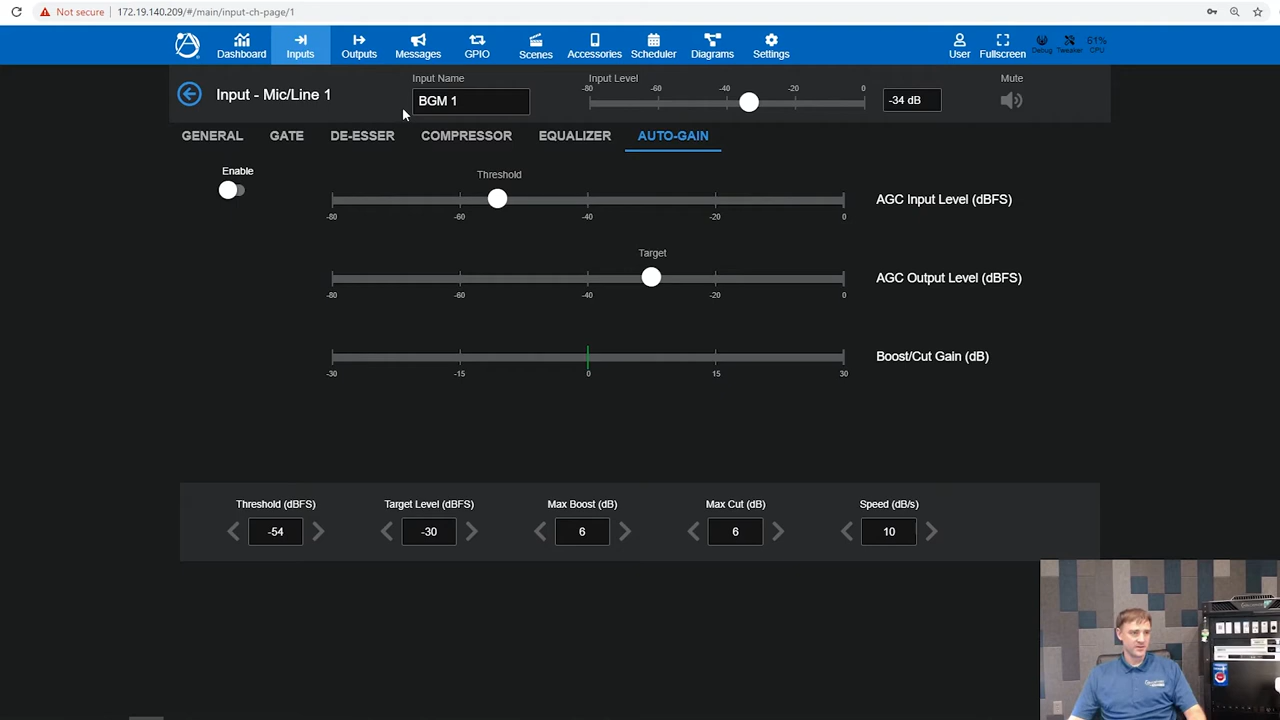 Not secure 172.19.140.209/#/main/input-ch-page/1
Dashboard Inputs Outputs Messages GPIO Scenes Accessories Scheduler Diagrams Settings User Fullscreen Debug Tweaker 61% CPU
Input - Mic/Line 1
Input Name
BGM 1
Input Level
-80 -60 -40 -20 0
-34 dB
Mute
GENERAL GATE DE-ESSER COMPRESSOR EQUALIZER AUTO-GAIN
Enable
Threshold
-80 -60 -40 -20 0
AGC Input Level (dBFS)
Target
-80 -60 -40 -20 0
AGC Output Level (dBFS)
-30 -15 0 15 30
Boost/Cut Gain (dB)
Threshold (dBFS) Target Level (dBFS) Max Boost (dB) Max Cut (dB) Speed (dB/s)
-54 -30 6 6 10